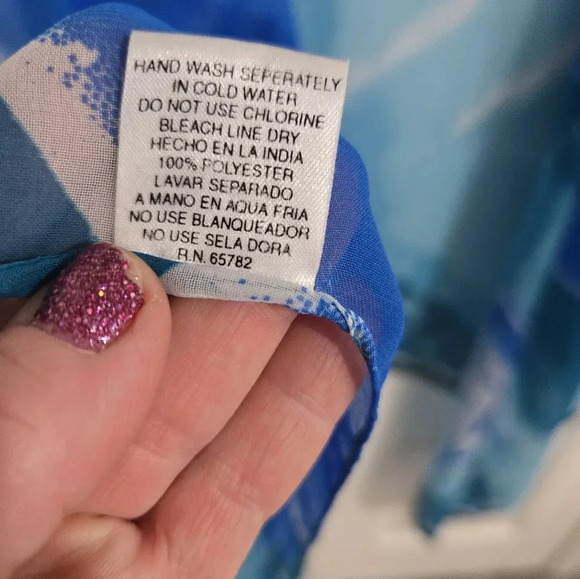 HAND WASH SEPERATELY
IN COLD WATER
DO NOT USE CHLORINE
BLEACH LINE DRY
HECHO EN LA INDIA
100% POLYESTER
LAVAR SEPARADO
A MANO EN AQUA FRIA
NO USE BLANQUEADOR
NO USE SELA DORA
R.N. 65782